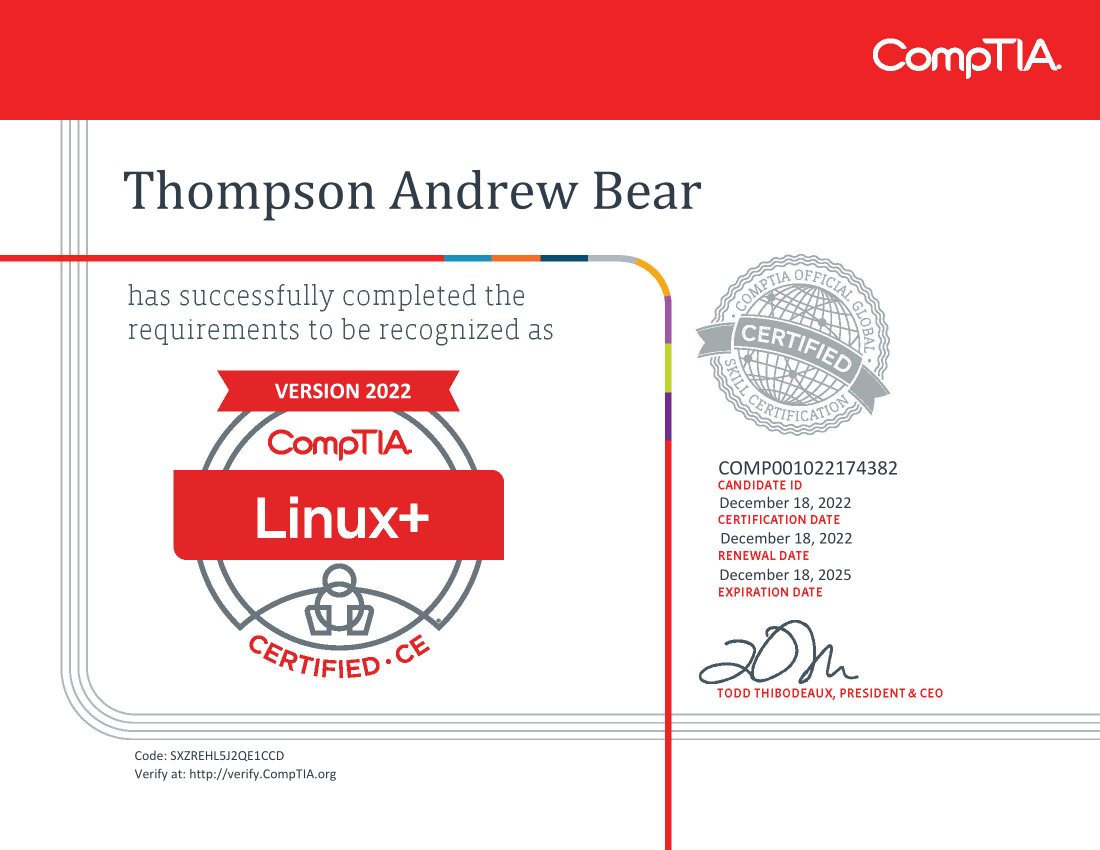 CompTIA.
Thompson Andrew Bear
has successfully completed the
requirements to be recognized as
VERSION 2022
CompTIA.
Linux+
CERTIFIED • CE
COMPTIA OFFICIAL GLOBAL
CERTIFIED
SKILL CERTIFICATION
COMP001022174382
CANDIDATE ID
December 18, 2022
CERTIFICATION DATE
December 18, 2022
RENEWAL DATE
December 18, 2025
EXPIRATION DATE
TODD THIBODEAUX, PRESIDENT & CEO
Code: SXZREHL5J2QE1CCD
Verify at: http://verify.CompTIA.org